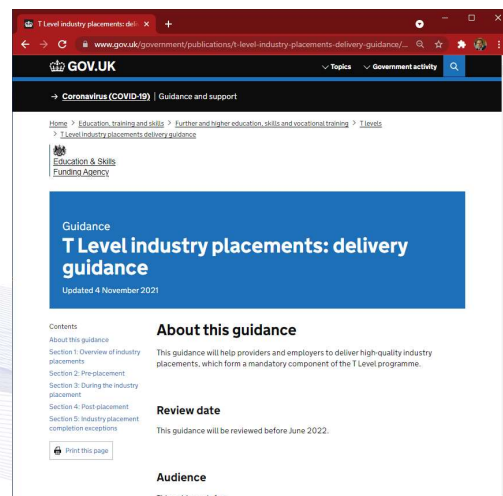 T Level industry placements: deli
www.gov.uk/government/publications/t-level-industry-placements-delivery-guidance/...
GOV.UK
Topics
Government activity
→ Coronavirus (COVID-19) | Guidance and support
Home > Education, training and skills > Further and higher education, skills and vocational training > T levels
> T Level industry placements delivery guidance
Education & Skills
Funding Agency
Guidance
T Level industry placements: delivery
guidance
Updated 4 November 2021
Contents
About this guidance
Section 1: Overview of industry
placements
Section 2: Pre-placement
Section 3: During the industry
placement
Section 4: Post-placement
Section 5: Industry placement
completion exceptions
Print this page
About this guidance
This guidance will help providers and employers to deliver high-quality industry
placements, which form a mandatory component of the T Level programme.
Review date
This guidance will be reviewed before June 2022.
Audience